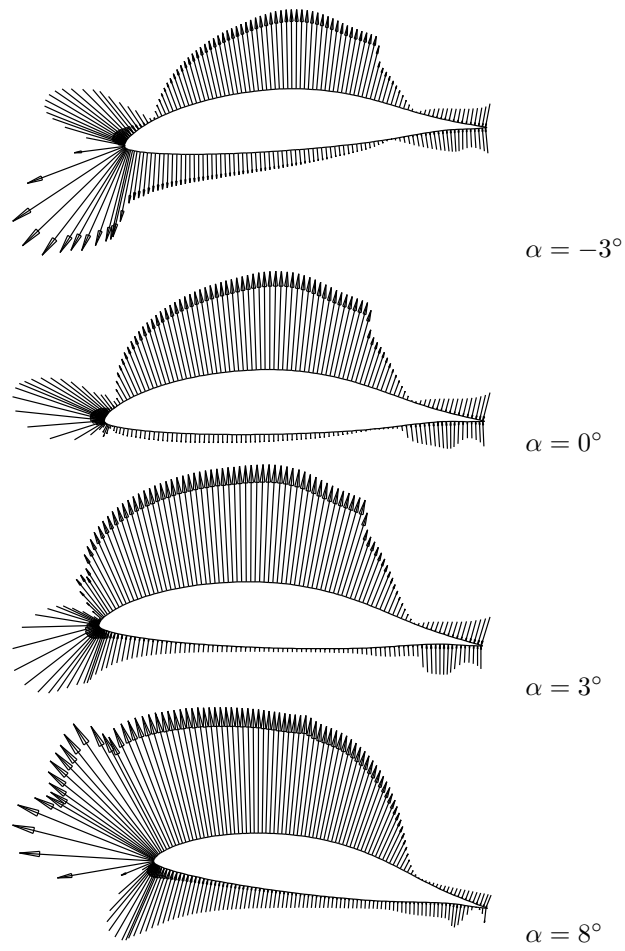 α = −3°
α = 0°
α = 3°
α = 8°